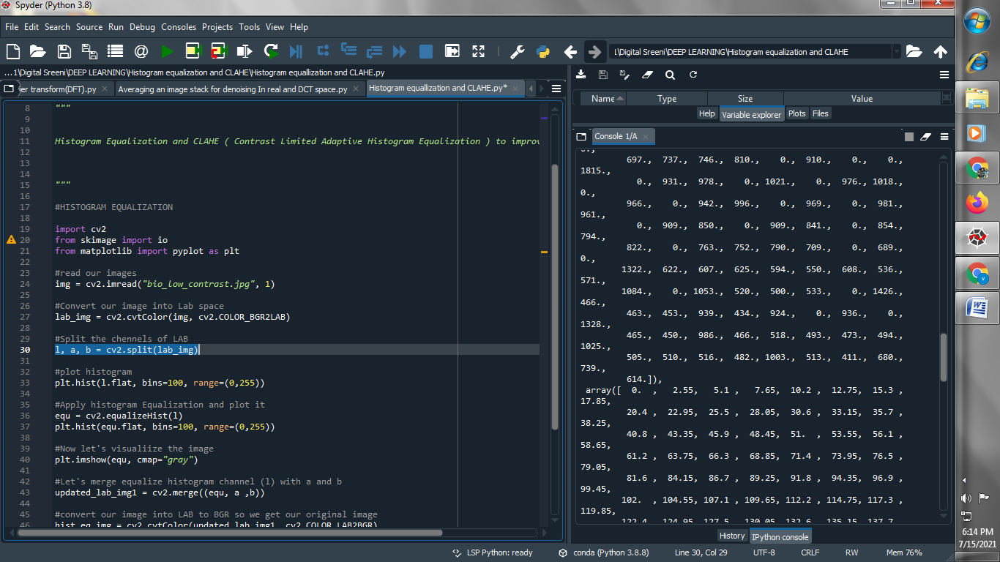 Spyder (Python 3.8)
File Edit Search Source Run Debug Consoles Projects Tools View Help
l\Digital Sreeni\DEEP LEARNING\Histogram equalization and CLAHE
...1\Digital Sreeni\DEEP LEARNING\Histogram equalization and CLAHE\Histogram equallization and CLAHE.py
ier transform(DFT).py
Averaging an image stack for denoising In real and DCT space.py
Histogram equallization and CLAHE.py*
8 """
9
10
11 Histogram Equalization and CLAHE ( Contrast Limited Adaptive Histogram Equalization ) to improv
12
13
14
15 """
16
17 #HISTOGRAM EQUALIZATION
18
19 import cv2
20 from skimage import io
21 from matplotlib import pyplot as plt
22
23 #read our images
24 img = cv2.imread("bio_low_contrast.jpg", 1)
25
26 #Convert our image into Lab space
27 lab_img = cv2.cvtColor(img, cv2.COLOR_BGR2LAB)
28
29 #Split the chennels of LAB
30 l, a, b = cv2.split(lab_img)
31
32 #plot histogram
33 plt.hist(l.flat, bins=100, range=(0,255))
34
35 #Apply histogram Equalization and plot it
36 equ = cv2.equalizeHist(l)
37 plt.hist(equ.flat, bins=100, range=(0,255))
38
39 #Now let's visualiize the image
40 plt.imshow(equ, cmap="gray")
41
42 #Let's merge equalize histogram channel (l) with a and b
43 updated_lab_img1 = cv2.merge((equ, a ,b))
44
45 #convert our image into LAB to BGR so we get our original image
46 hist_eq_img = cv2.cvtColor(updated_lab_img1, cv2.COLOR_LAB2BGR)
Name Type Size Value
Help Variable explorer Plots Files
Console 1/A
0.,
697., 737., 746., 810., 0., 910., 0., 0.,
1815.,
0., 931., 978., 0., 1021., 0., 976., 1018.,
0.,
966., 0., 942., 996., 0., 969., 0., 981.,
961.,
0., 909., 850., 0., 909., 841., 0., 854.,
794.,
822., 0., 763., 752., 790., 709., 0., 689.,
0.,
1322., 622., 607., 625., 594., 550., 608., 536.,
571.,
1084., 0., 1053., 520., 500., 533., 0., 1426.,
466.,
463., 453., 939., 434., 924., 0., 936., 0.,
1328.,
465., 450., 986., 466., 518., 493., 473., 494.,
1025.,
505., 510., 516., 482., 1003., 513., 411., 680.,
739.,
614.]),
array([ 0. , 2.55, 5.1 , 7.65, 10.2 , 12.75, 15.3 ,
17.85,
20.4 , 22.95, 25.5 , 28.05, 30.6 , 33.15, 35.7 ,
38.25,
40.8 , 43.35, 45.9 , 48.45, 51. , 53.55, 56.1 ,
58.65,
61.2 , 63.75, 66.3 , 68.85, 71.4 , 73.95, 76.5 ,
79.05,
81.6 , 84.15, 86.7 , 89.25, 91.8 , 94.35, 96.9 ,
99.45,
102. , 104.55, 107.1 , 109.65, 112.2 , 114.75, 117.3 ,
119.85,
122.4 , 124.95, 127.5 , 130.05, 132.6 , 135.15, 137.7 ,
History IPython console
LSP Python: ready conda (Python 3.8.8) Line 30, Col 29 UTF-8 CRLF RW Mem 76%
6:14 PM
7/15/2021